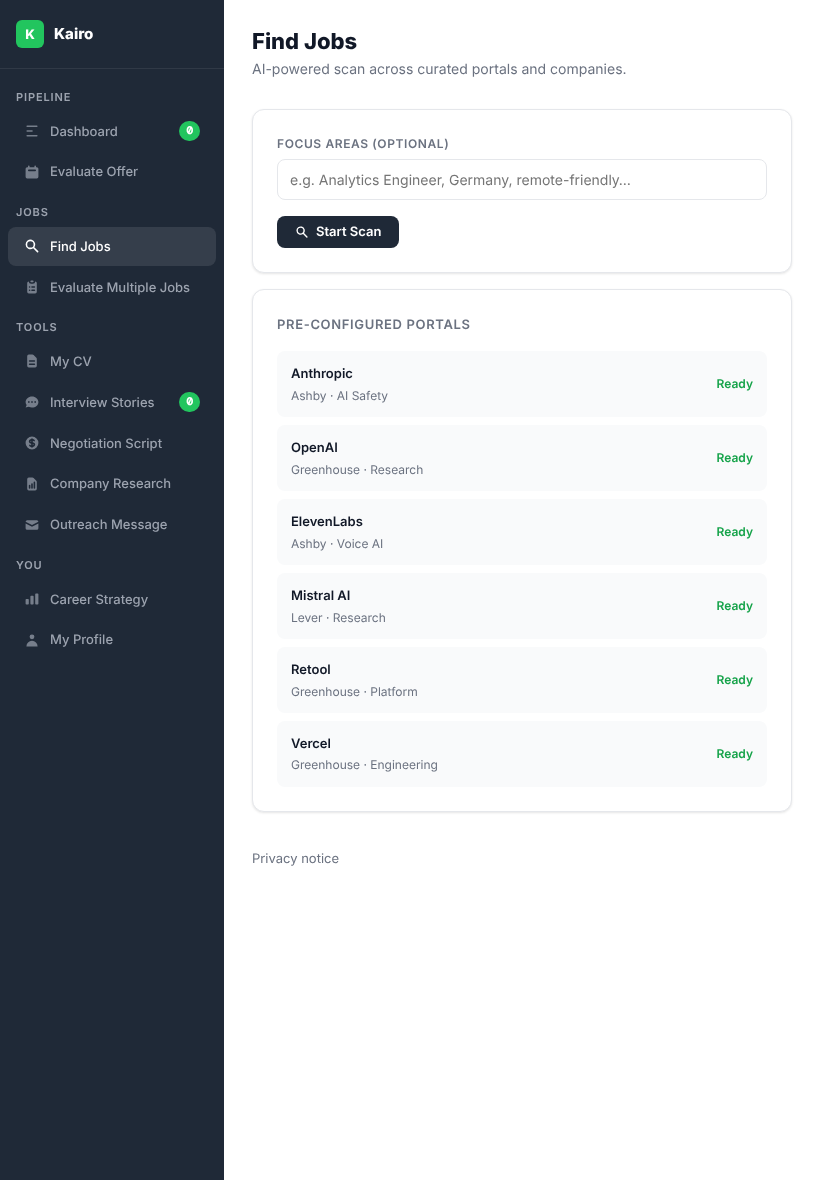 K Kairo
PIPELINE
Dashboard 0
Evaluate Offer
JOBS
Find Jobs
Evaluate Multiple Jobs
TOOLS
My CV
Interview Stories 0
Negotiation Script
Company Research
Outreach Message
YOU
Career Strategy
My Profile
Find Jobs
AI-powered scan across curated portals and companies.
FOCUS AREAS (OPTIONAL)
e.g. Analytics Engineer, Germany, remote-friendly...
Start Scan
PRE-CONFIGURED PORTALS
Anthropic
Ashby · AI Safety
Ready
OpenAI
Greenhouse · Research
Ready
ElevenLabs
Ashby · Voice AI
Ready
Mistral AI
Lever · Research
Ready
Retool
Greenhouse · Platform
Ready
Vercel
Greenhouse · Engineering
Ready
Privacy notice